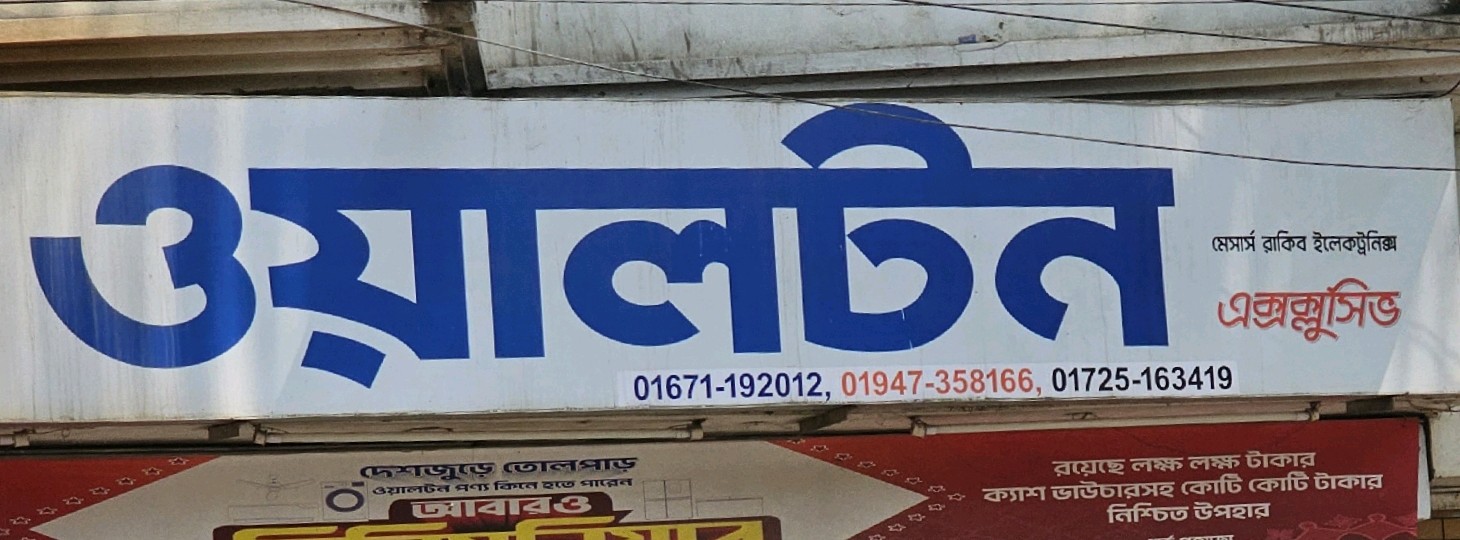 ওয়ালটন
মেসার্স রাকিব ইলেকট্রনিক্স
এক্সক্লুসিভ
01671-192012, 01947-358166, 01725-163419
দেশজুড়ে তোলপাড়
ওয়ালটন পণ্য কিনে হতে পারেন
আবারও
মিলিয়নিয়ার
রয়েছে লক্ষ লক্ষ টাকার
ক্যাশ ভাউচারসহ কোটি কোটি টাকার
নিশ্চিত উপহার